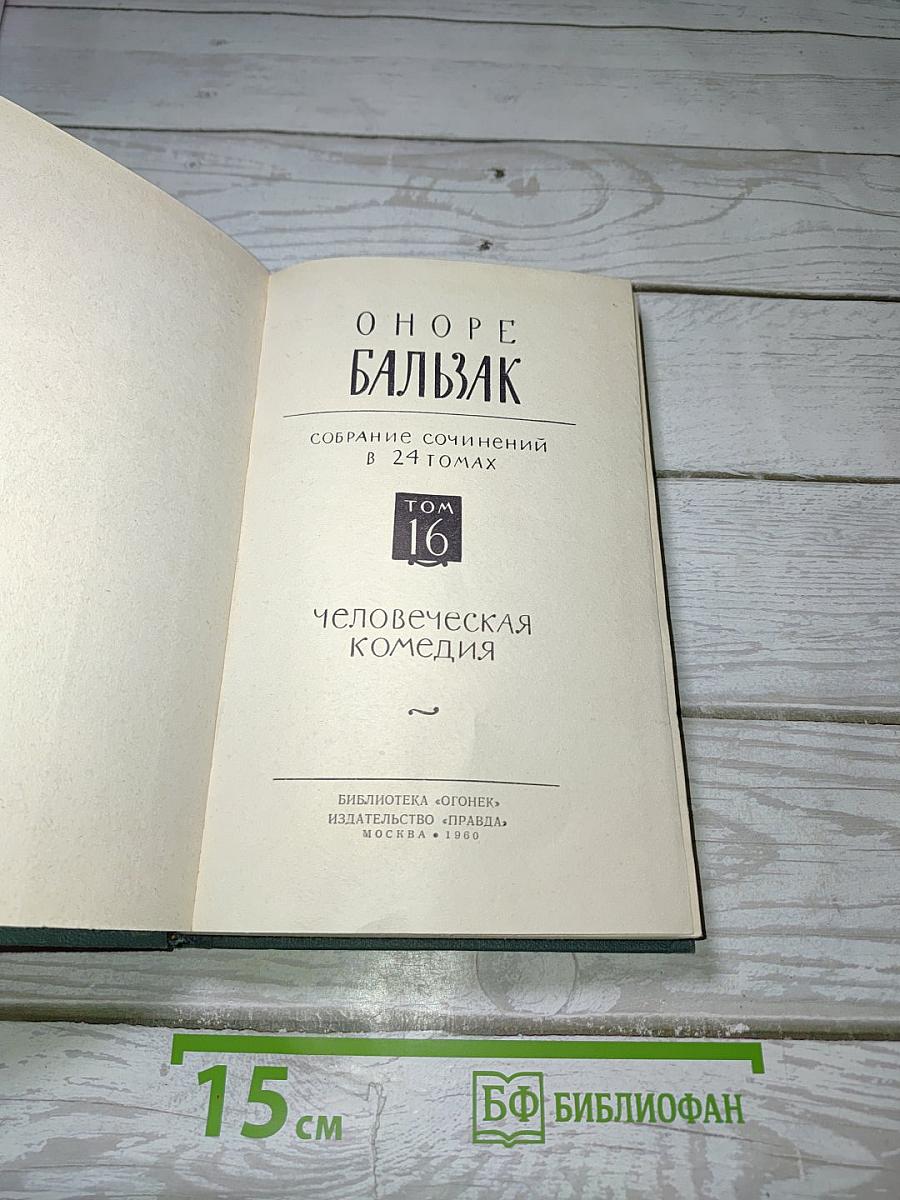 ОНОРЕ
БАЛЬЗАК
СОБРАНИЕ СОЧИНЕНИЙ
В 24 ТОМАХ
ТОМ
16
ЧЕЛОВЕЧЕСКАЯ
КОМЕДИЯ
БИБЛИОТЕКА «ОГОНЕК»
ИЗДАТЕЛЬСТВО «ПРАВДА»
МОСКВА • 1960
15 см
БФ БИБЛИОФАН